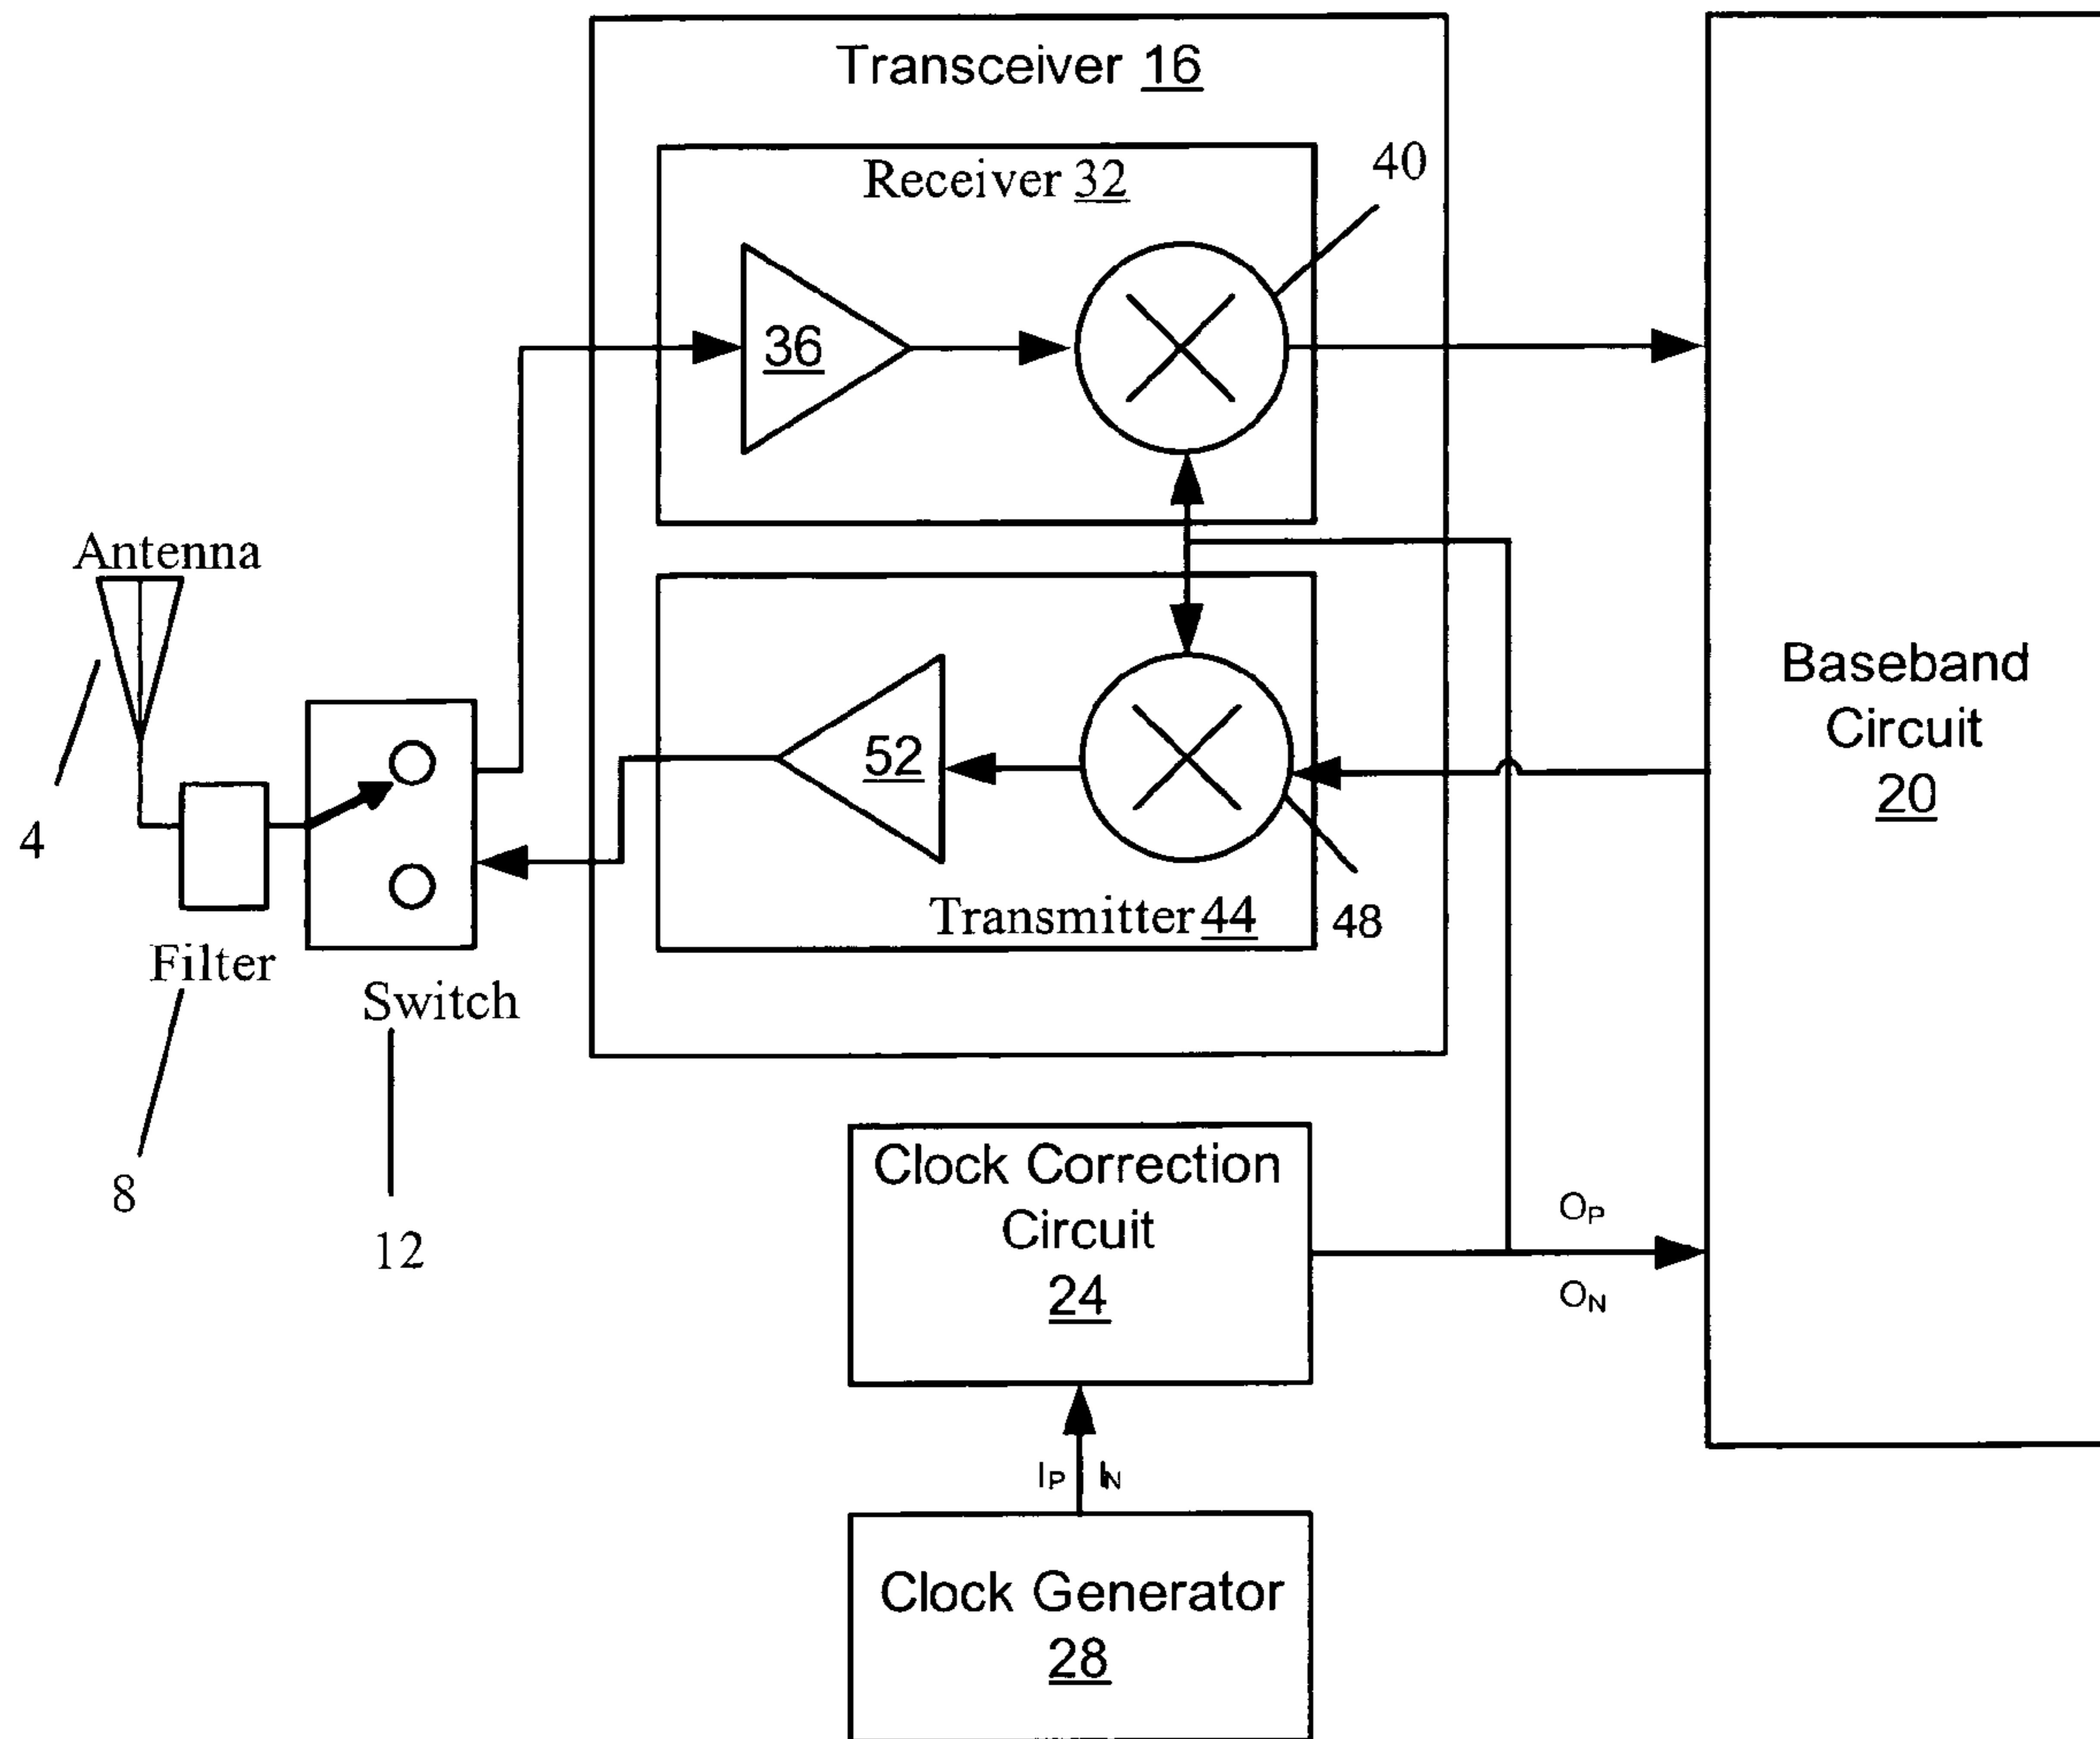 Transceiver 16
Receiver 32
40
36
Antenna
4
Filter
8
Switch
12
52
48
Transmitter 44
Baseband
Circuit
20
Clock Correction
Circuit
24
OP
ON
IP IN
Clock Generator
28